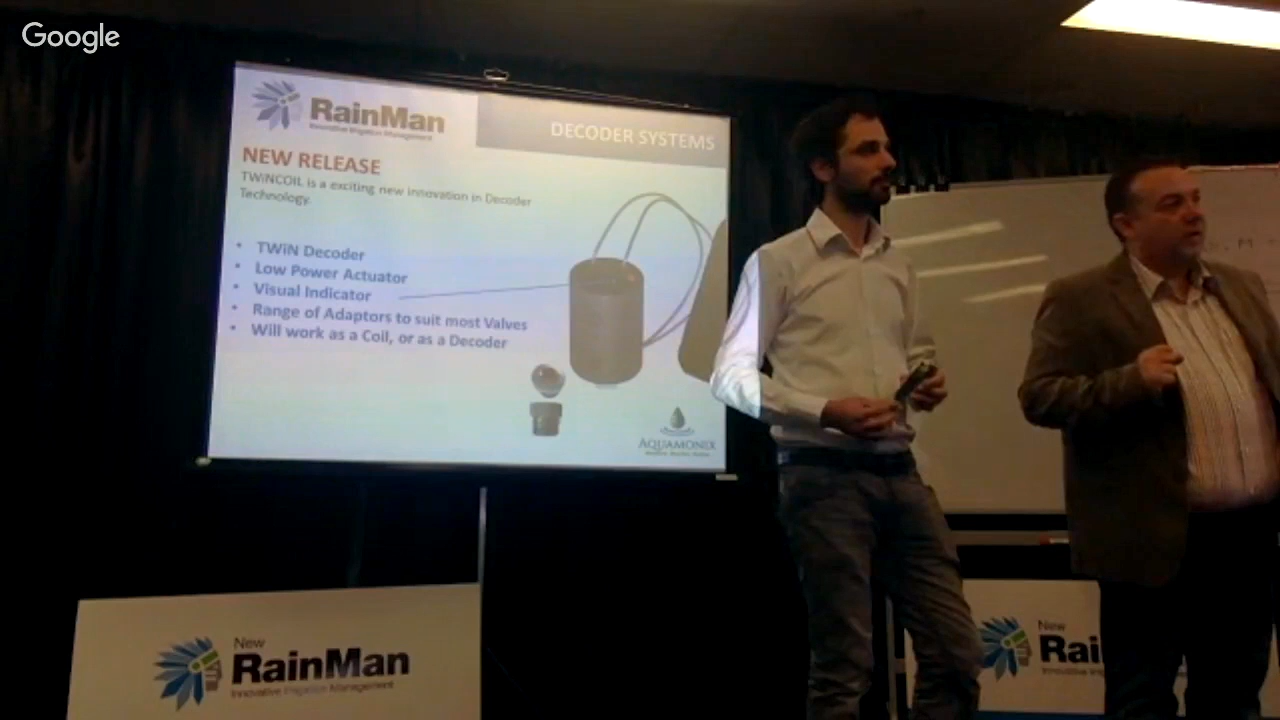 Google
RainMan
Innovative Irrigation Management
DECODER SYSTEMS
NEW RELEASE
TWiNCOIL is a exciting new innovation in Decoder
Technology.
• TWiN Decoder
• Low Power Actuator
• Visual Indicator
• Range of Adaptors to suit most Valves
• Will work as a Coil, or as a Decoder
AQUAMONIX
New
RainMan
Innovative Irrigation Management
New
Rai